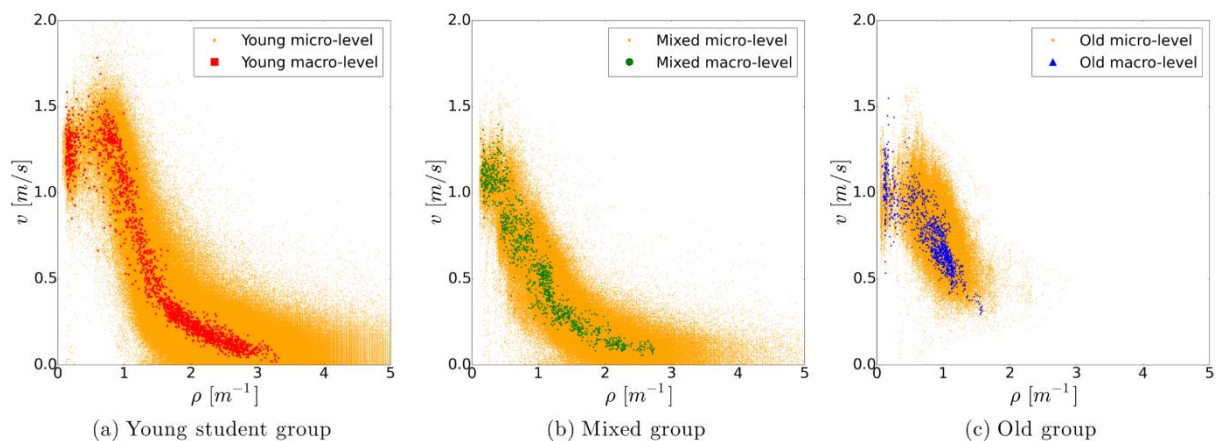 Young micro-level
Young macro-level
v [m/s]
2.0
1.5
1.0
0.5
0.0
0 1 2 3 4 5
ρ [m⁻¹]
(a) Young student group
Mixed micro-level
Mixed macro-level
v [m/s]
2.0
1.5
1.0
0.5
0.0
0 1 2 3 4 5
ρ [m⁻¹]
(b) Mixed group
Old micro-level
Old macro-level
v [m/s]
2.0
1.5
1.0
0.5
0.0
0 1 2 3 4 5
ρ [m⁻¹]
(c) Old group